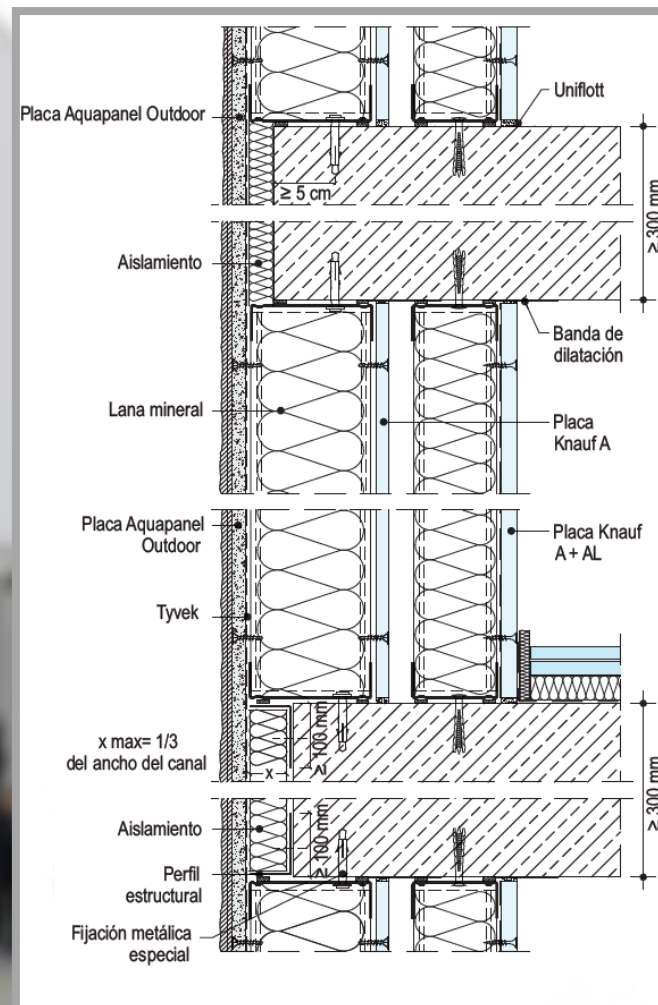 Placa Aquapanel Outdoor
Uniflott
≥ 5 cm
≥ 300 mm
Aislamiento
Banda de
dilatación
Lana mineral
Placa
Knauf A
Placa Aquapanel
Outdoor
Placa Knauf
A + AL
Tyvek
x max= 1/3
del ancho del canal
x
≥ 100 mm
≥ 300 mm
Aislamiento
≥ 100 mm
Perfil
estructural
Fijación metálica
especial